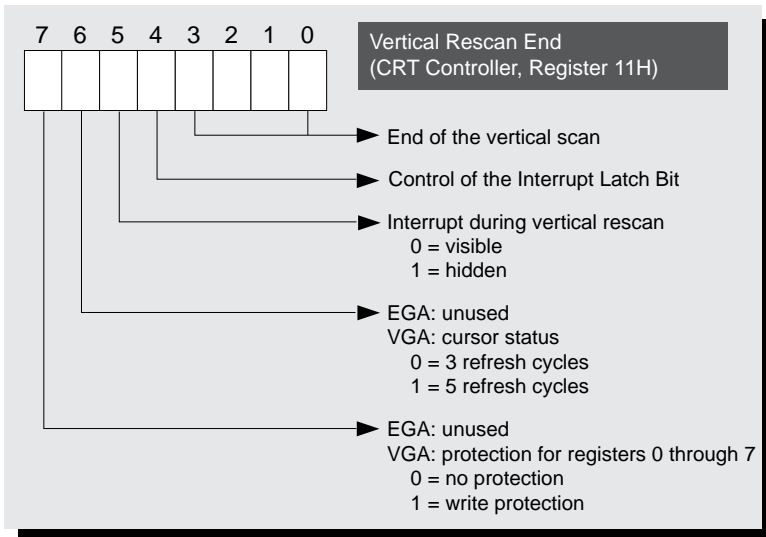 7 6 5 4 3 2 1 0
Vertical Rescan End
(CRT Controller, Register 11H)
End of the vertical scan
Control of the Interrupt Latch Bit
Interrupt during vertical rescan
0 = visible
1 = hidden
EGA: unused
VGA: cursor status
0 = 3 refresh cycles
1 = 5 refresh cycles
EGA: unused
VGA: protection for registers 0 through 7
0 = no protection
1 = write protection